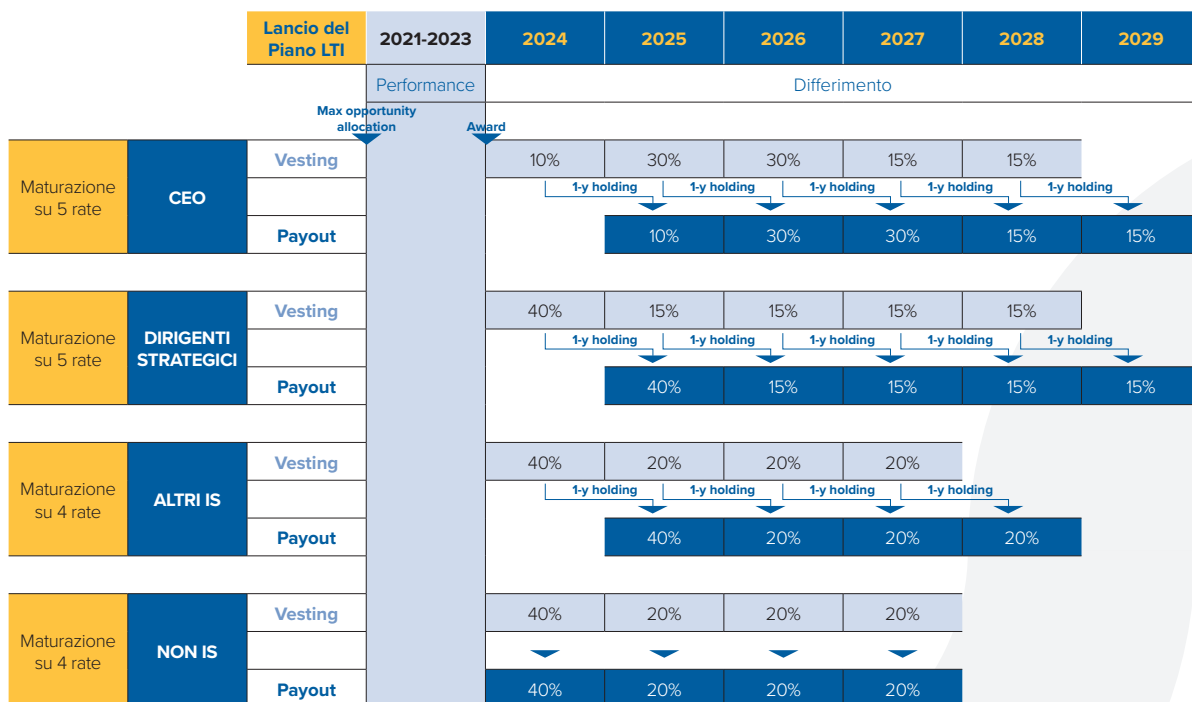 Lancio del
Piano LTI
2021-2023
2024
2025
2026
2027
2028
2029
Performance
Differimento
Max opportunity
allocation
Award
Maturazione
su 5 rate
CEO
Vesting
10%
30%
30%
15%
15%
1-y holding
1-y holding
1-y holding
1-y holding
1-y holding
Payout
10%
30%
30%
15%
15%
Maturazione
su 5 rate
DIRIGENTI
STRATEGICI
Vesting
40%
15%
15%
15%
15%
1-y holding
1-y holding
1-y holding
1-y holding
1-y holding
Payout
40%
15%
15%
15%
15%
Maturazione
su 4 rate
ALTRI IS
Vesting
40%
20%
20%
20%
1-y holding
1-y holding
1-y holding
1-y holding
Payout
40%
20%
20%
20%
Maturazione
su 4 rate
NON IS
Vesting
40%
20%
20%
20%
Payout
40%
20%
20%
20%